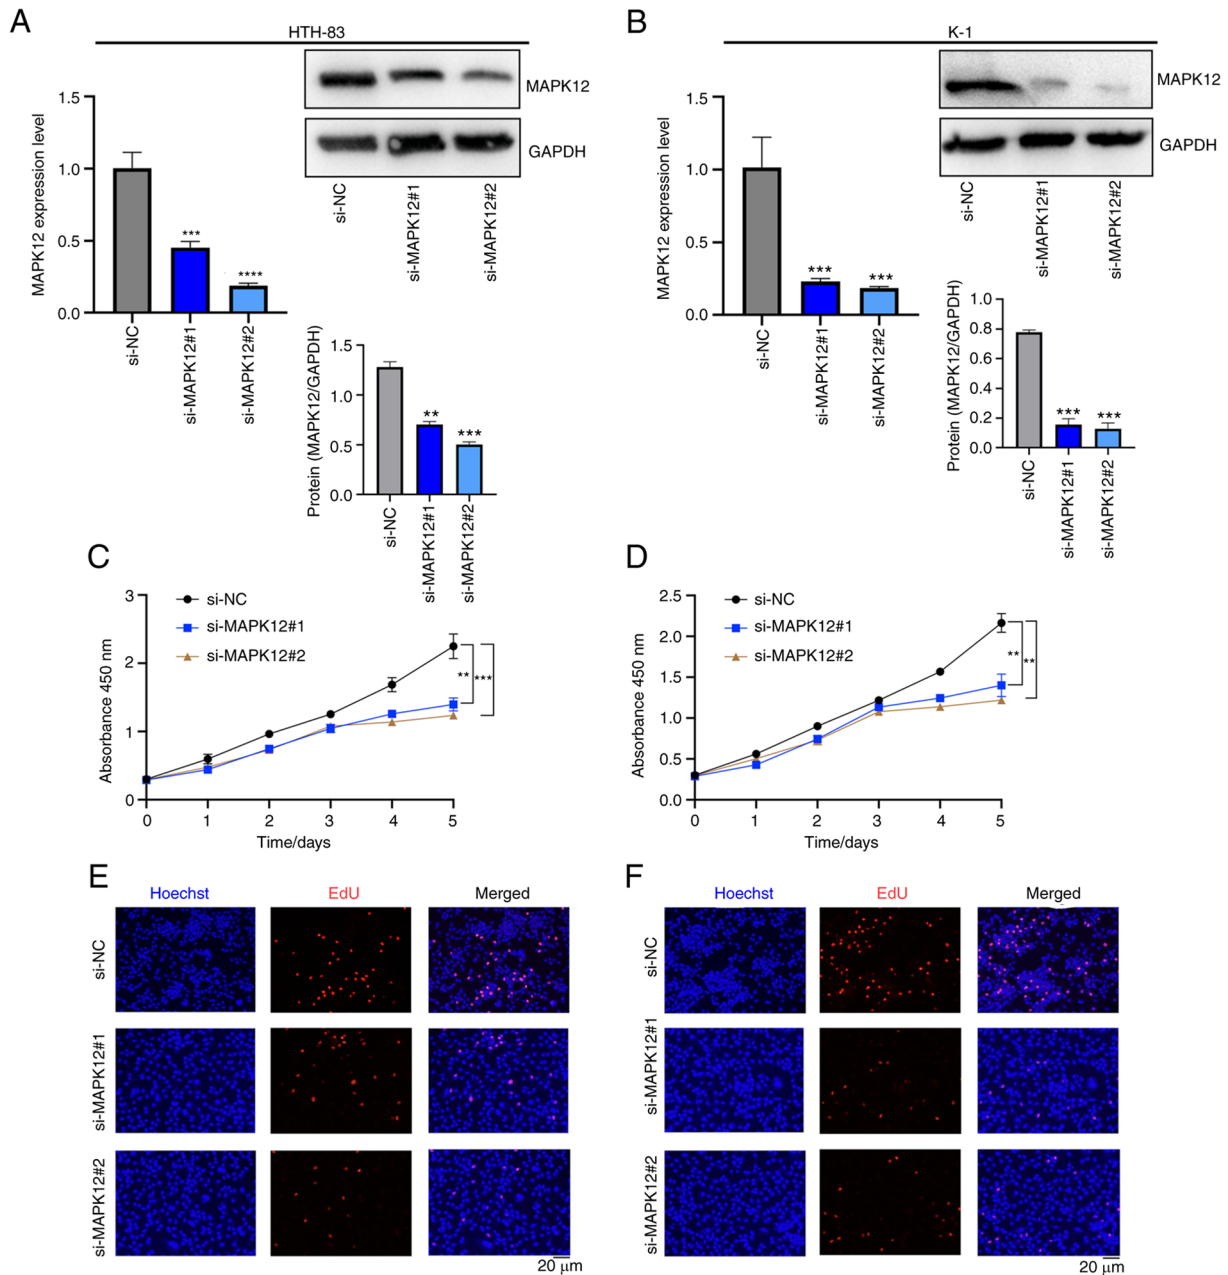 A
HTH-83
MAPK12
GAPDH
si-NC
si-MAPK12#1
si-MAPK12#2
MAPK12 expression level
1.5
1.0
0.5
0.0
***
****
si-NC
si-MAPK12#1
si-MAPK12#2
Protein (MAPK12/GAPDH)
1.5
1.0
0.5
0.0
**
***
si-NC
si-MAPK12#1
si-MAPK12#2
B
K-1
MAPK12
GAPDH
si-NC
si-MAPK12#1
si-MAPK12#2
MAPK12 expression level
1.5
1.0
0.5
0.0
***
***
si-NC
si-MAPK12#1
si-MAPK12#2
Protein (MAPK12/GAPDH)
1.0
0.8
0.6
0.4
0.2
0.0
***
***
si-NC
si-MAPK12#1
si-MAPK12#2
C
si-NC
si-MAPK12#1
si-MAPK12#2
Absorbance 450 nm
3
2
1
0
**
***
0 1 2 3 4 5
Time/days
D
si-NC
si-MAPK12#1
si-MAPK12#2
Absorbance 450 nm
2.5
2.0
1.5
1.0
0.5
0.0
**
**
0 1 2 3 4 5
Time/days
E
Hoechst EdU Merged
si-NC
si-MAPK12#1
si-MAPK12#2
20 μm
F
Hoechst EdU Merged
si-NC
si-MAPK12#1
si-MAPK12#2
20 μm